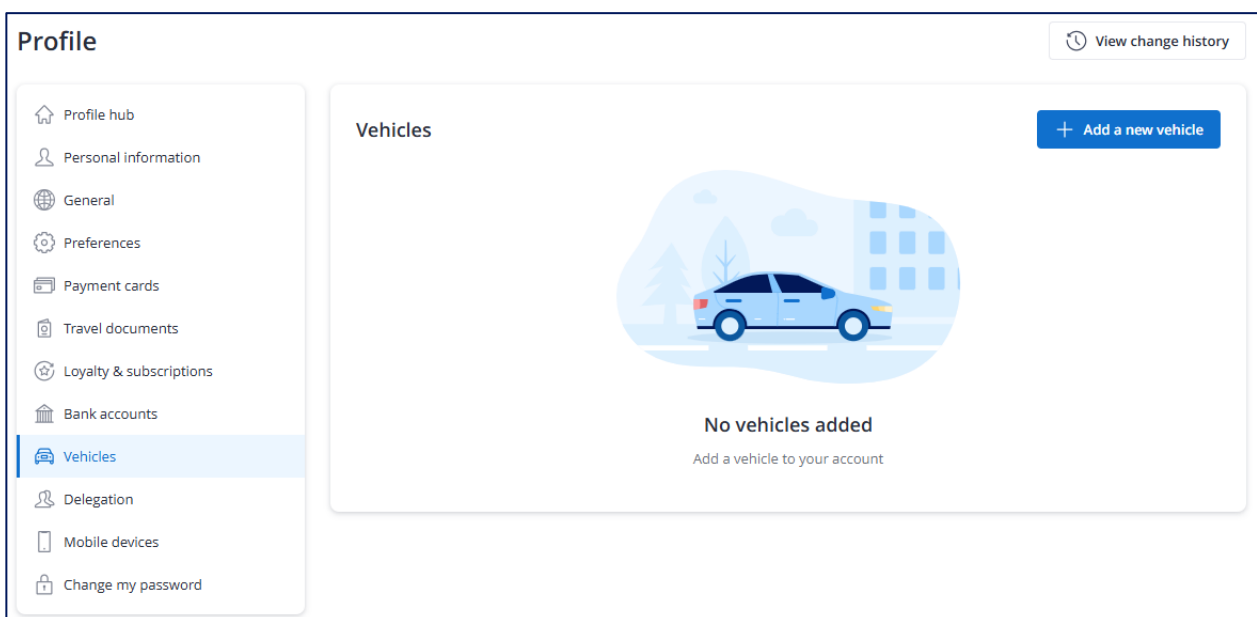 Profile
View change history
Profile hub
Personal information
General
Preferences
Payment cards
Travel documents
Loyalty & subscriptions
Bank accounts
Vehicles
Delegation
Mobile devices
Change my password
Vehicles
Add a new vehicle
No vehicles added
Add a vehicle to your account